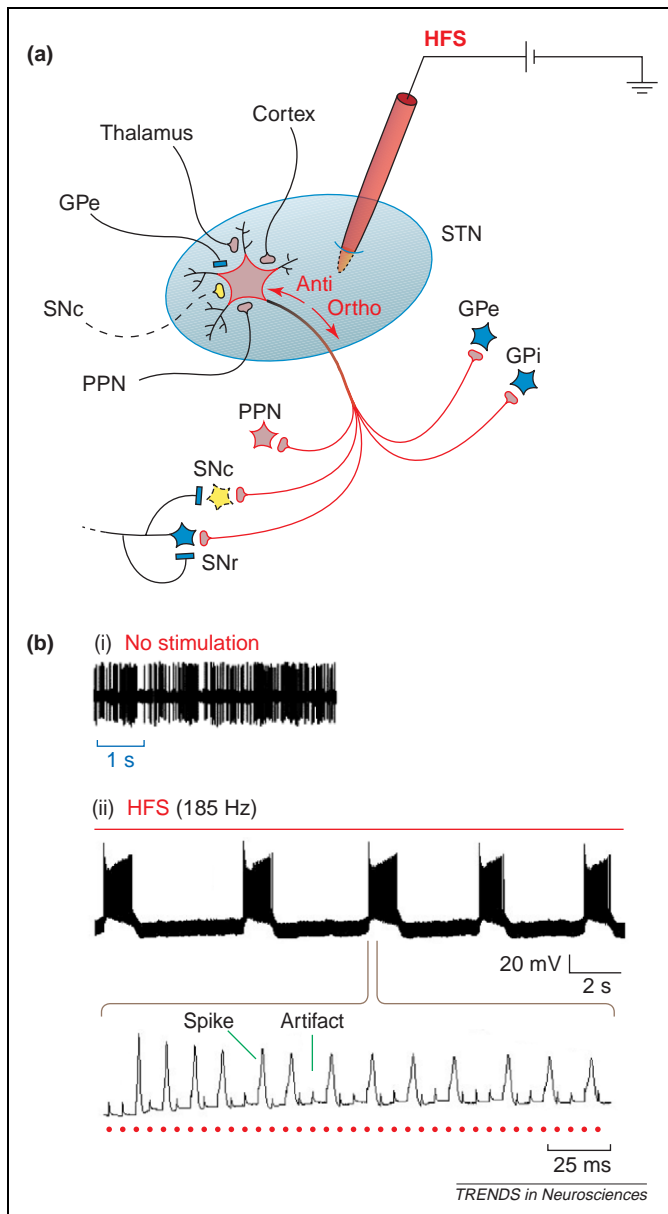 (a)
HFS
Cortex
Thalamus
GPe
STN
Anti
Ortho
SNc
GPe
GPi
PPN
PPN
SNc
SNr
(b) (i) No stimulation
1 s
(ii) HFS (185 Hz)
20 mV
2 s
Spike Artifact
25 ms
TRENDS in Neurosciences